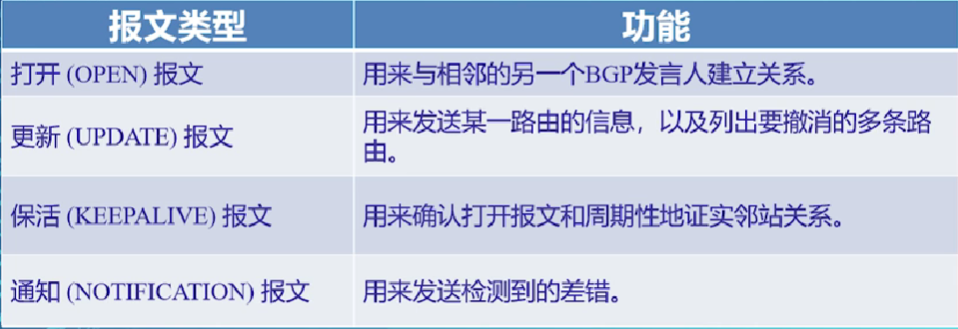 报文类型 功能
打开 (OPEN) 报文 用来与相邻的另一个BGP发言人建立关系。
更新 (UPDATE) 报文 用来发送某一路由的信息，以及列出要撤消的多条路
由。
保活 (KEEPALIVE) 报文 用来确认打开报文和周期性地证实邻站关系。
通知 (NOTIFICATION) 报文 用来发送检测到的差错。